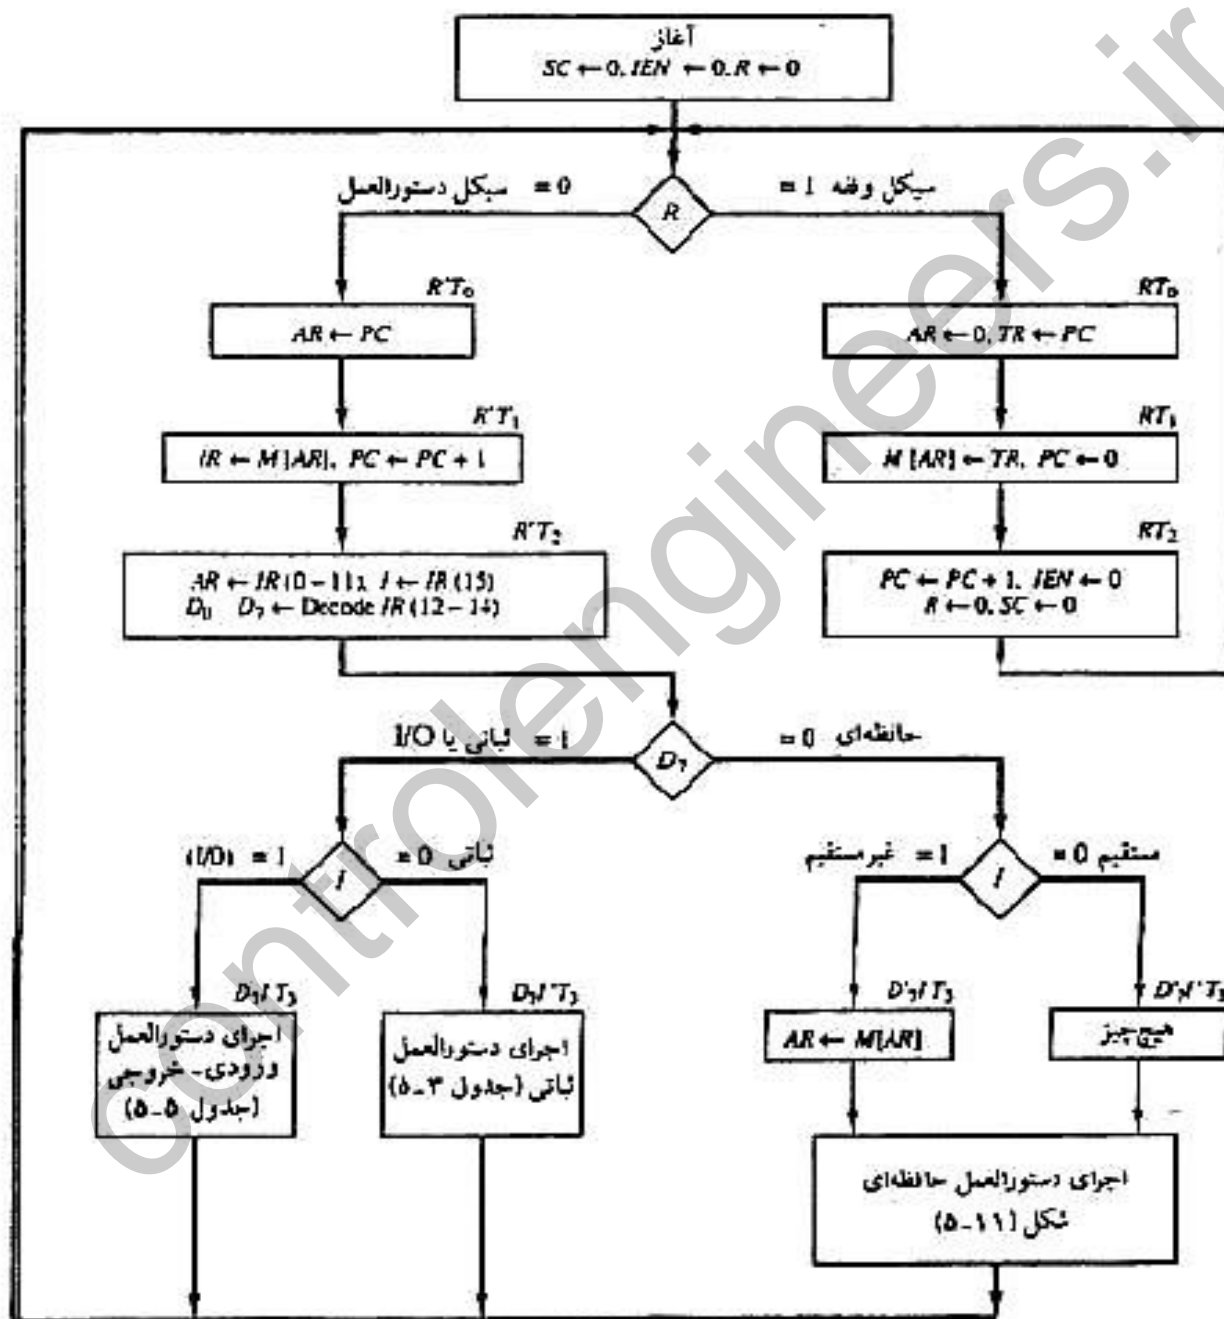 آغاز
SC ← 0, IEN ← 0, R ← 0
سیکل دستورالعمل = 0
R
سیکل وقفه = 1
R'T₀
AR ← PC
RT₀
AR ← 0, TR ← PC
R'T₁
IR ← M [AR], PC ← PC + 1
RT₁
M [AR] ← TR, PC ← 0
R'T₂
AR ← IR (0 – 11), I ← IR (15)
D₀ D₇ ← Decode IR (12 – 14)
RT₂
PC ← PC + 1, IEN ← 0
R ← 0, SC ← 0
ثباتی یا I/O = 1
D₇
حافظه‌ای = 0
(I/O) = 1
I
ثباتی = 0
غیرمستقیم = 1
I
مستقیم = 0
D₇IT₃
اجرای دستورالعمل
ورودی- خروجی
(جدول ۵-۵)
D₇I'T₃
اجرای دستورالعمل
ثباتی (جدول ۳-۵)
D'₇IT₃
AR ← M[AR]
D'₇I'T₃
هیچ‌چیز
اجرای دستورالعمل حافظه‌ای
شکل (۱۱-۵)
controlengineers.ir